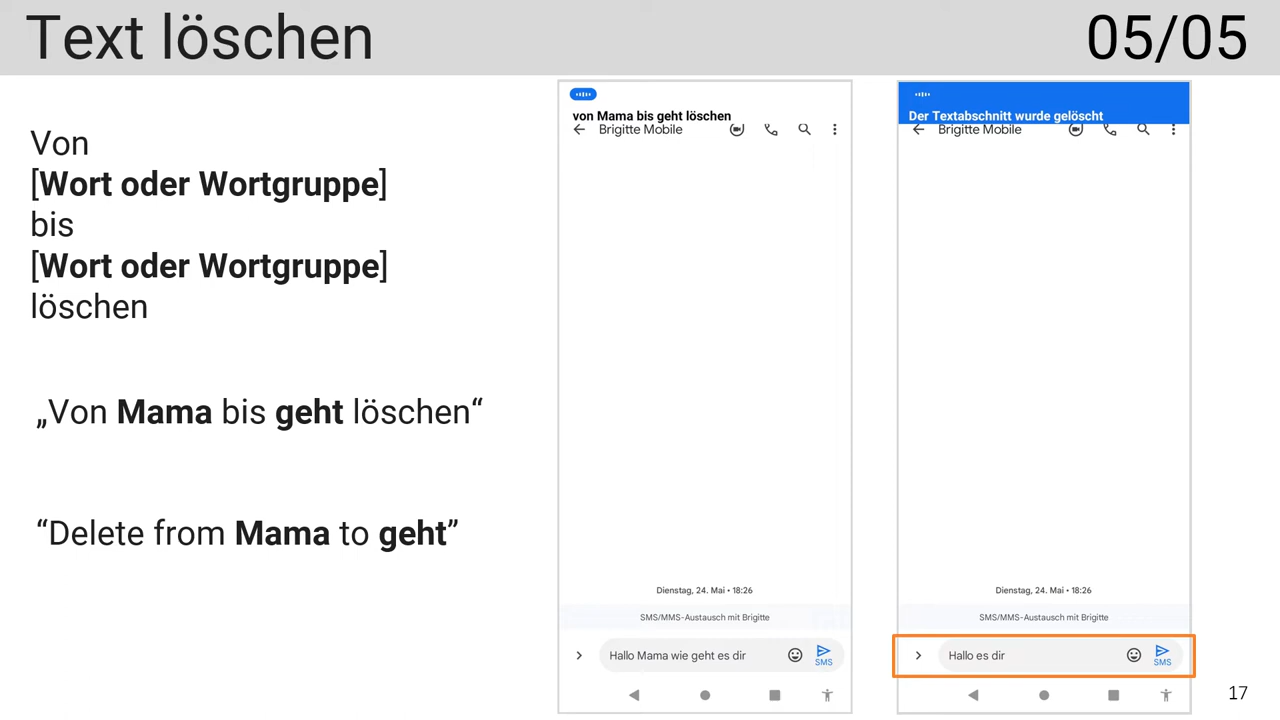 Text löschen
05/05
Von
[Wort oder Wortgruppe]
bis
[Wort oder Wortgruppe]
löschen
„Von Mama bis geht löschen“
“Delete from Mama to geht”
von Mama bis geht löschen
Brigitte Mobile
Dienstag, 24. Mai • 18:26
SMS/MMS-Austausch mit Brigitte
Hallo Mama wie geht es dir
SMS
Der Textabschnitt wurde gelöscht
Brigitte Mobile
Dienstag, 24. Mai • 18:26
SMS/MMS-Austausch mit Brigitte
Hallo es dir
SMS
17